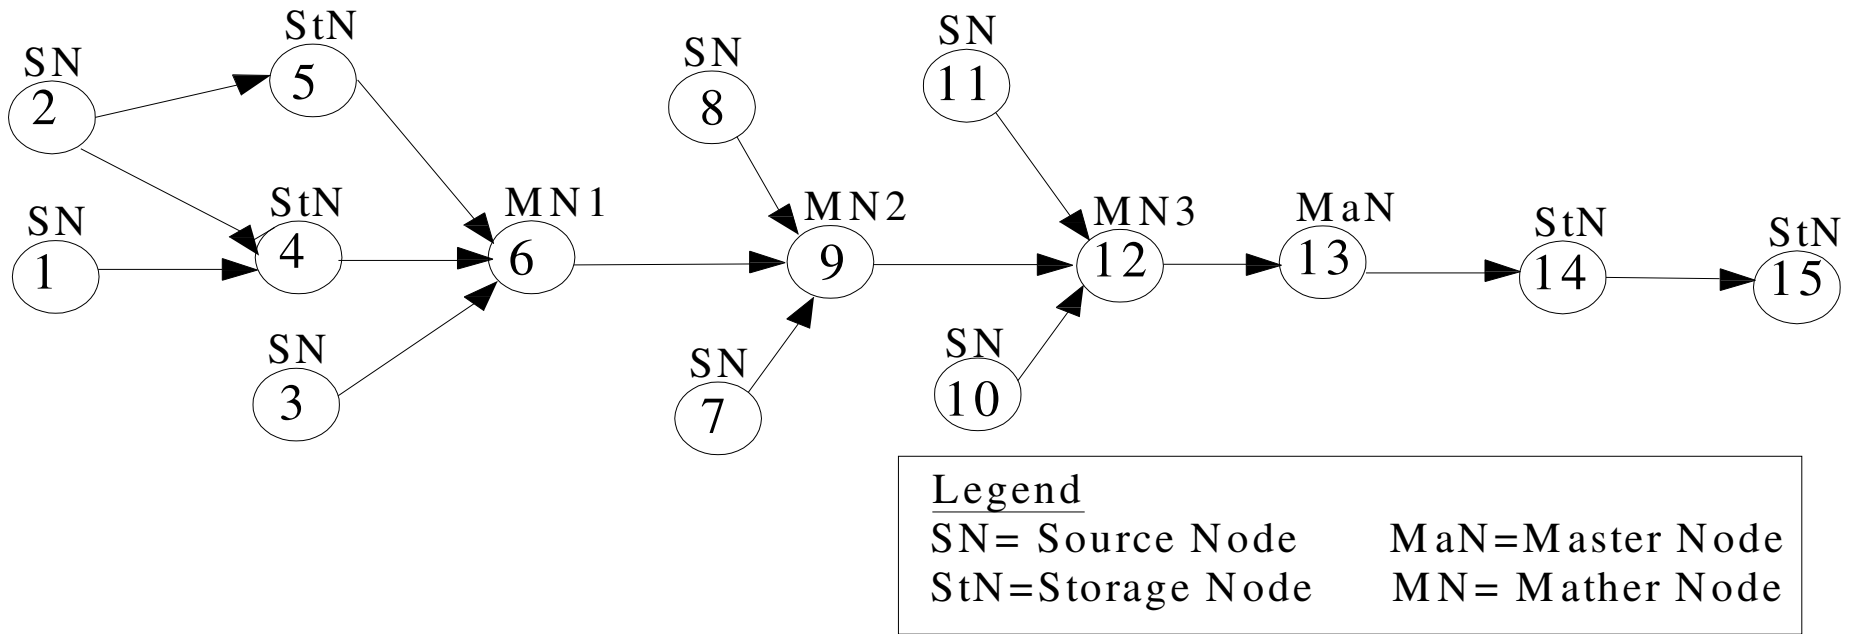 SN
2
StN
5
SN
8
SN
11
SN
1
StN
4
MN1
6
MN2
9
MN3
12
MaN
13
StN
14
StN
15
SN
3
SN
7
SN
10
Legend
SN= Source Node MaN=Master Node
StN=Storage Node MN= Mather Node